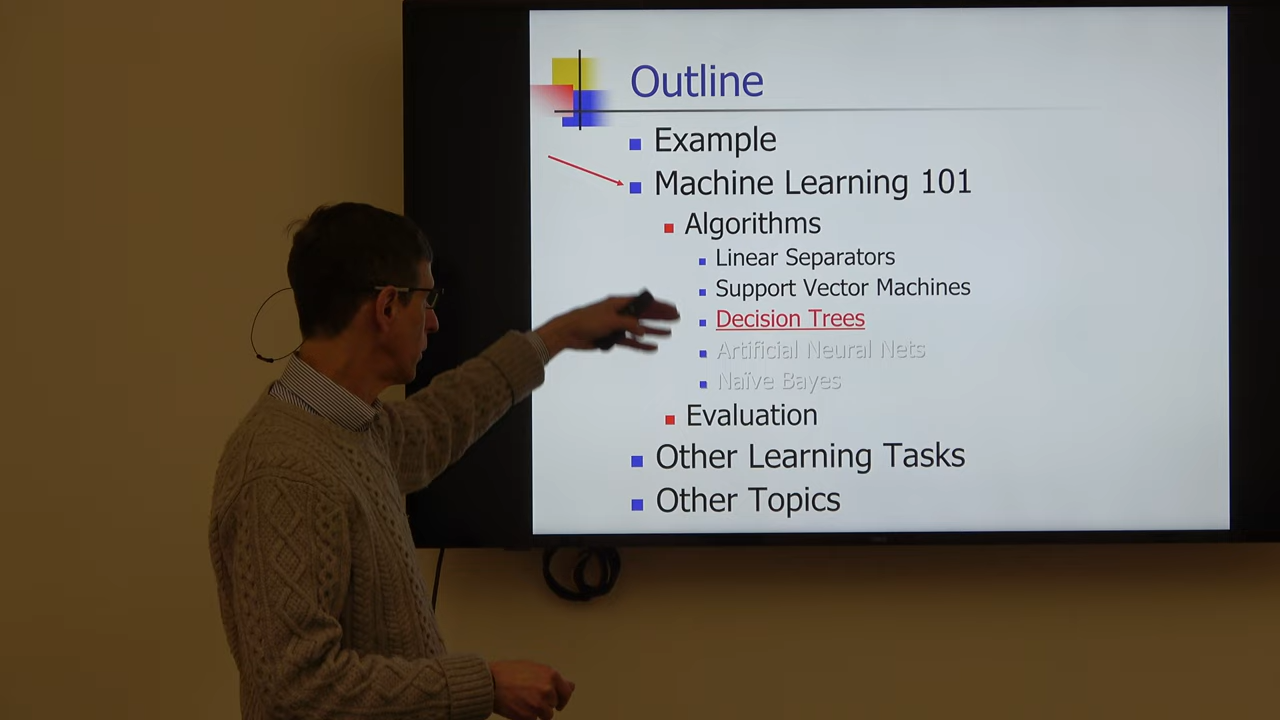 Outline
Example
Machine Learning 101
Algorithms
Linear Separators
Support Vector Machines
Decision Trees
Artificial Neural Nets
Naïve Bayes
Evaluation
Other Learning Tasks
Other Topics